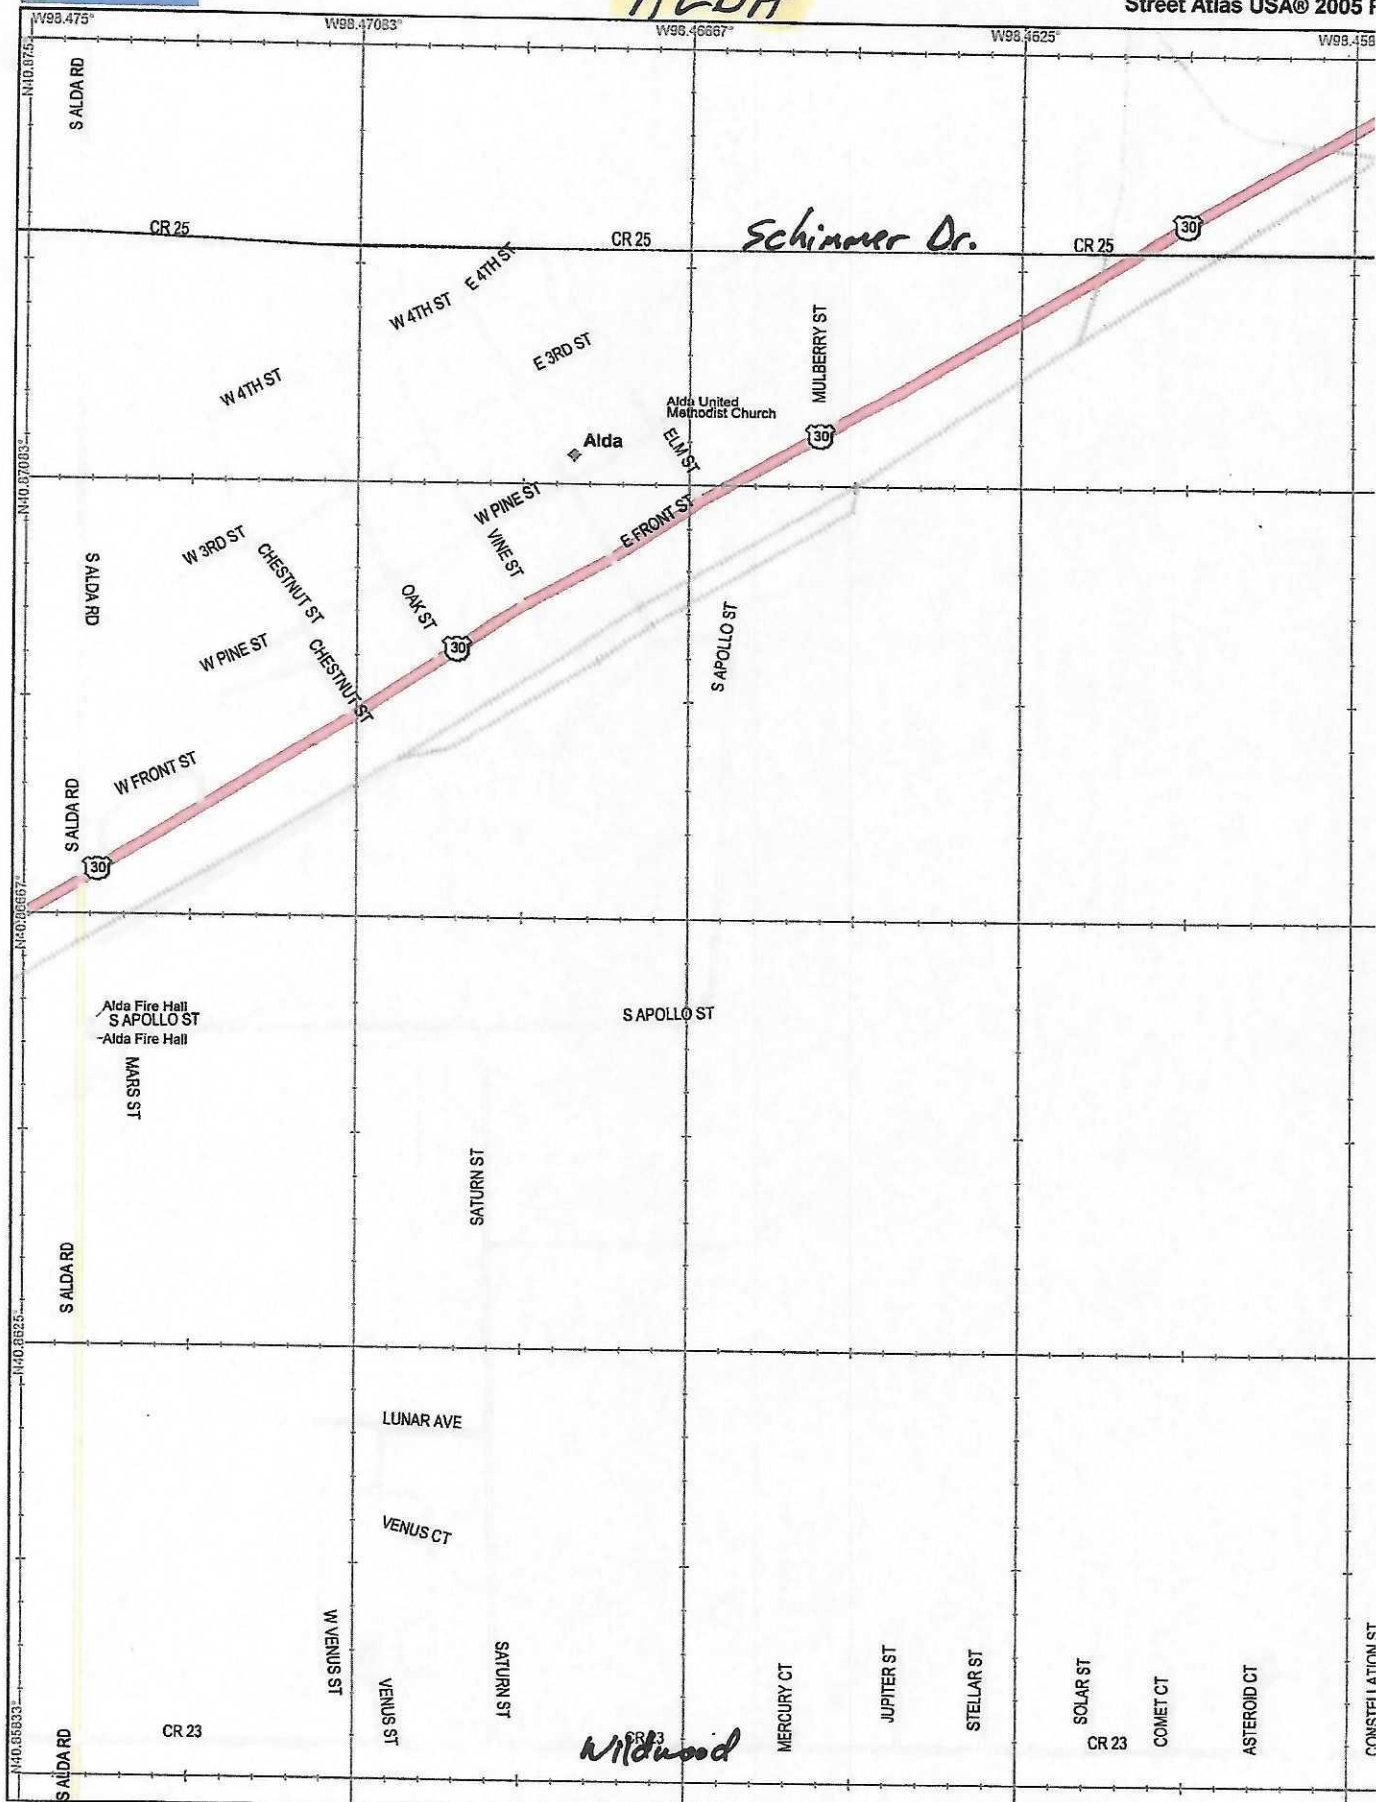 ALDA
Street Atlas USA® 2005
W98.475°
W98.47083°
W98.46667°
W98.4625°
W98.458
N40.875°
S ALDA RD
CR 25
CR 25
Schimmer Dr.
CR 25
30
E 4TH ST
W 4TH ST
MULBERRY ST
E 3RD ST
W 4TH ST
Alda United
Methodist Church
30
Alda
ELM ST
N40.87083°
W PINE ST
E FRONT ST
W 3RD ST
CHESTNUT ST
VINE ST
S ALDA RD
OAK ST
S APOLLO ST
30
W PINE ST
CHESTNUT ST
W FRONT ST
S ALDA RD
30
N40.86667°
Alda Fire Hall
S APOLLO ST
S APOLLO ST
Alda Fire Hall
MARS ST
SATURN ST
S ALDA RD
N40.8625°
LUNAR AVE
VENUS CT
W VENUS ST
VENUS ST
SATURN ST
MERCURY CT
JUPITER ST
STELLAR ST
SOLAR ST
COMET CT
ASTEROID CT
CONSTELLATION ST
N40.85833°
CR 23
CR 23
Wildwood
CR 23
S ALDA RD